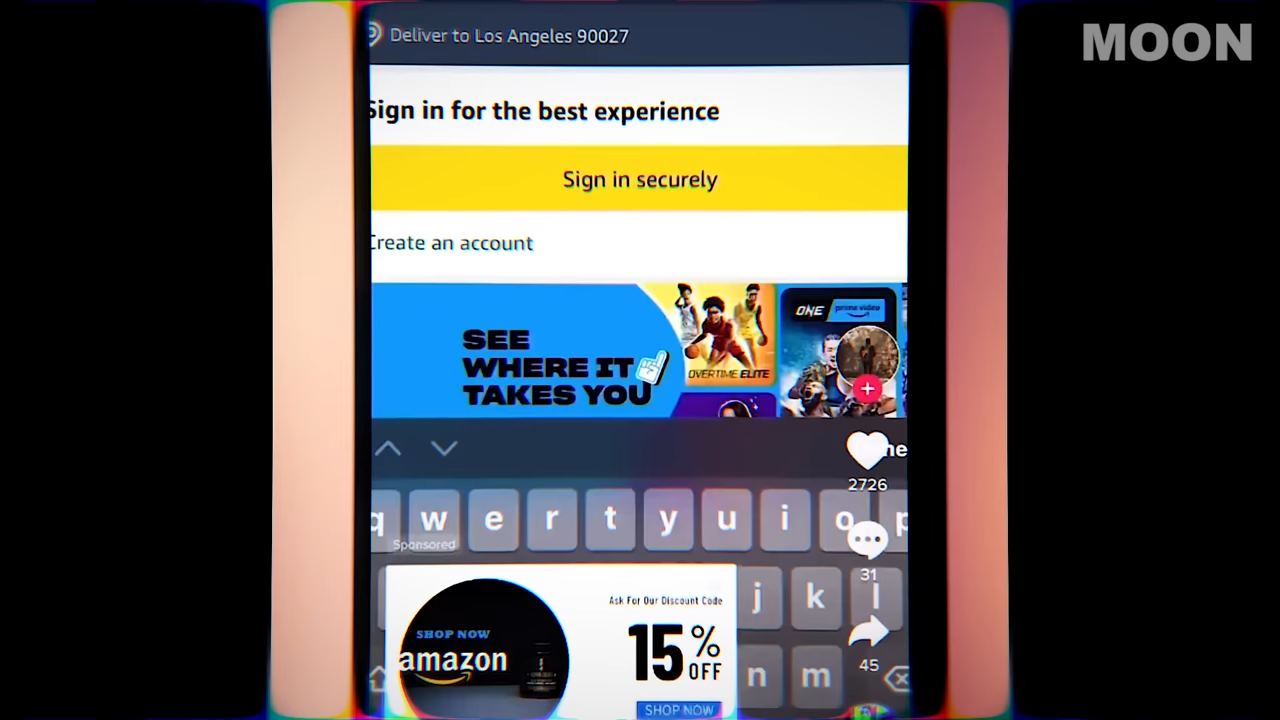 MOON
Deliver to Los Angeles 90027
Sign in for the best experience
Sign in securely
Create an account
SEE
WHERE IT
TAKES YOU
OVERTIME ELITE
ONE prime video
2726
q w e r t y u i o p
Sponsored
31
j k l
Ask For Our Discount Code
SHOP NOW
amazon
15% OFF
45
n m
SHOP NOW